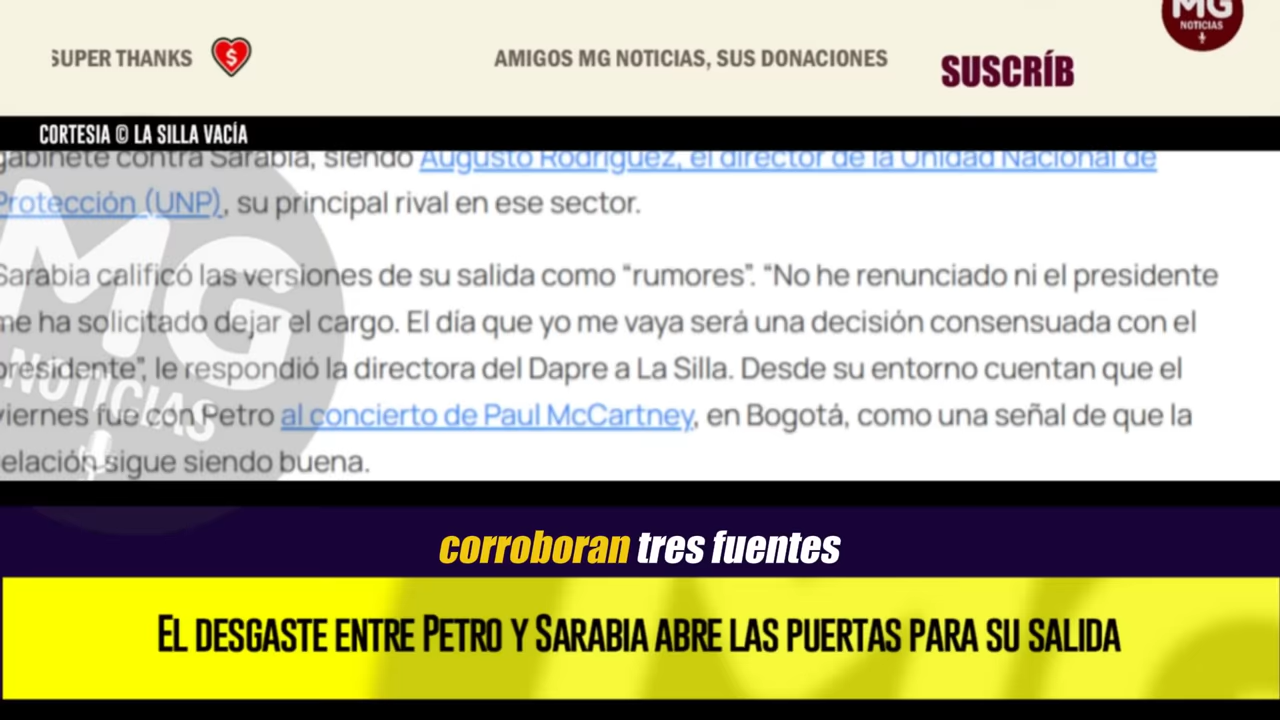 MG
NOTICIAS
SUPER THANKS
AMIGOS MG NOTICIAS, SUS DONACIONES
SUSCRÍB
CORTESIA © LA SILLA VACÍA
gabinete contra Sarabia, siendo Augusto Rodríguez, el director de la Unidad Nacional de
Protección (UNP), su principal rival en ese sector.
Sarabia calificó las versiones de su salida como “rumores”. “No he renunciado ni el presidente
me ha solicitado dejar el cargo. El día que yo me vaya será una decisión consensuada con el
presidente”, le respondió la directora del Dapre a La Silla. Desde su entorno cuentan que el
viernes fue con Petro al concierto de Paul McCartney, en Bogotá, como una señal de que la
relación sigue siendo buena.
MG
NOTICIAS
corroboran tres fuentes
EL DESGASTE ENTRE PETRO Y SARABIA ABRE LAS PUERTAS PARA SU SALIDA